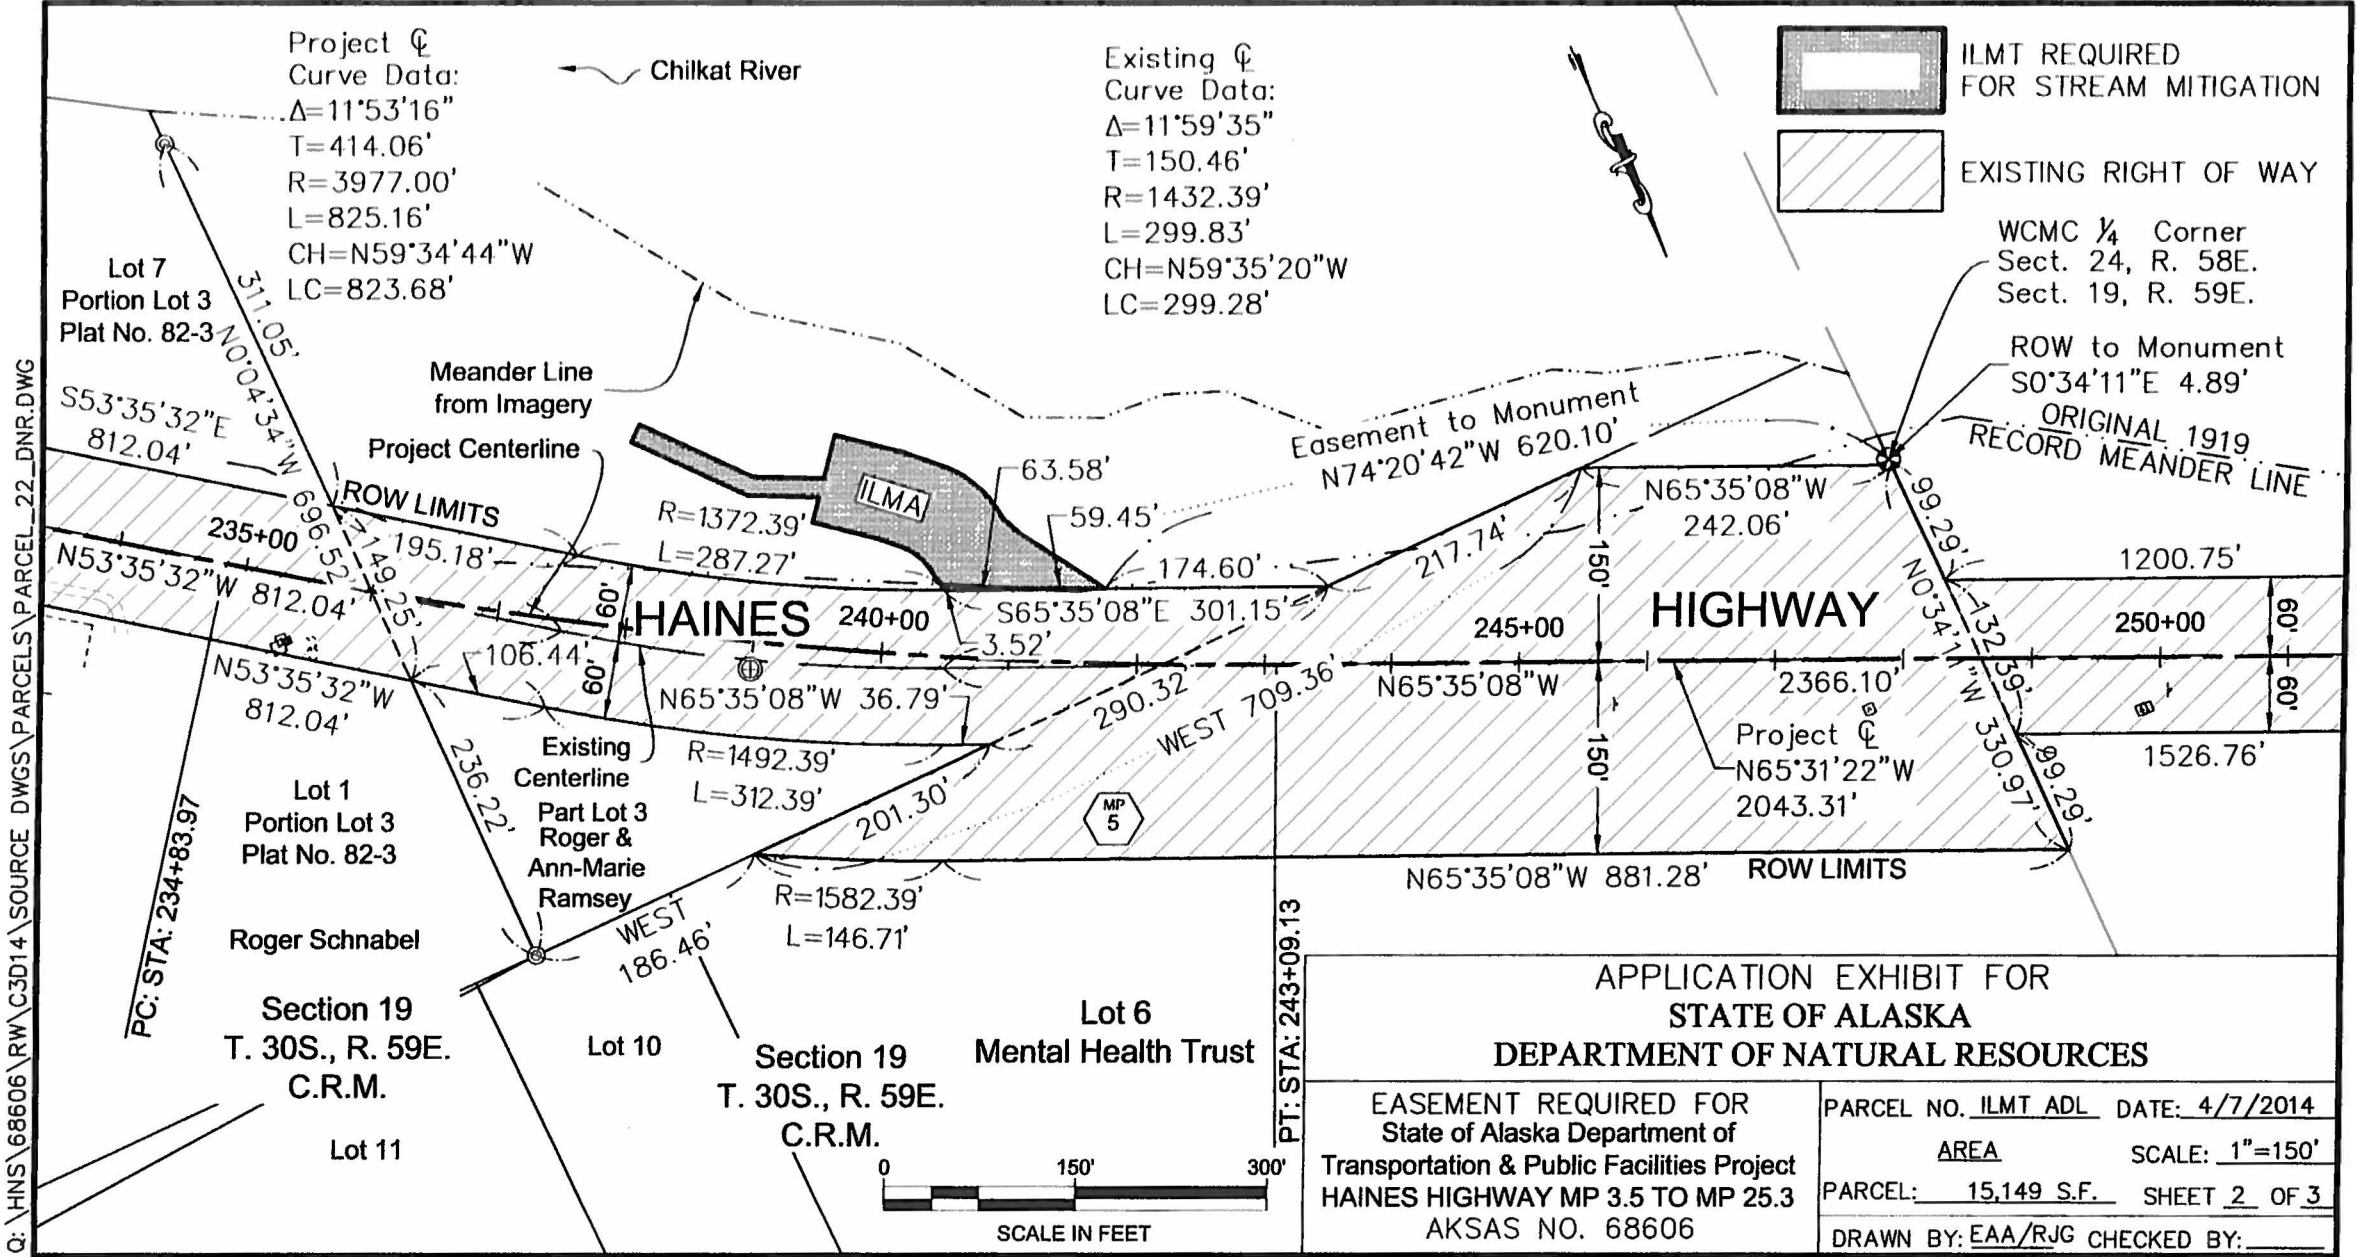 Project ℄
Curve Data:
Δ=11°53'16"
T=414.06'
R=3977.00'
L=825.16'
CH=N59°34'44"W
LC=823.68'
Chilkat River
Existing ℄
Curve Data:
Δ=11°59'35"
T=150.46'
R=1432.39'
L=299.83'
CH=N59°35'20"W
LC=299.28'
ILMT REQUIRED
FOR STREAM MITIGATION
EXISTING RIGHT OF WAY
WCMC ¼ Corner
Sect. 24, R. 58E.
Sect. 19, R. 59E.
ROW to Monument
S0°34'11"E 4.89'
ORIGINAL 1919
RECORD MEANDER LINE
Lot 7
Portion Lot 3
Plat No. 82-3
311.05'
N0°04'34"W 696.52'
S53°35'32"E
812.04'
Meander Line
from Imagery
Project Centerline
ROW LIMITS
195.18'
149.25'
235+00
N53°35'32"W 812.04'
R=1372.39'
L=287.27'
ILMA
63.58'
59.45'
174.60'
Easement to Monument
N74°20'42"W 620.10'
217.74'
150'
N65°35'08"W
242.06'
99.29'
1200.75'
60'
HAINES
240+00
S65°35'08"E 301.15'
3.52'
245+00
HIGHWAY
N0°34'11"W 330.97'
132.39'
250+00
106.44'
60'
60'
N53°35'32"W
812.04'
N65°35'08"W 36.79'
290.32'
WEST 709.36'
N65°35'08"W
2366.10'
150'
Project ℄
N65°31'22"W
2043.31'
60'
1526.76'
99.29'
236.22'
Existing
Centerline
R=1492.39'
L=312.39'
201.30'
MP
5
Lot 1
Portion Lot 3
Plat No. 82-3
Part Lot 3
Roger &
Ann-Marie
Ramsey
R=1582.39'
L=146.71'
N65°35'08"W 881.28'
ROW LIMITS
PC: STA: 234+83.97
Roger Schnabel
WEST
186.46'
PT: STA: 243+09.13
Section 19
T. 30S., R. 59E.
C.R.M.
Lot 10
Section 19
T. 30S., R. 59E.
C.R.M.
Lot 6
Mental Health Trust
Lot 11
0 150' 300'
SCALE IN FEET
APPLICATION EXHIBIT FOR
STATE OF ALASKA
DEPARTMENT OF NATURAL RESOURCES
EASEMENT REQUIRED FOR
State of Alaska Department of
Transportation & Public Facilities Project
HAINES HIGHWAY MP 3.5 TO MP 25.3
AKSAS NO. 68606
PARCEL NO. ILMT ADL DATE: 4/7/2014
AREA SCALE: 1"=150'
PARCEL: 15,149 S.F. SHEET 2 OF 3
DRAWN BY: EAA/RJG CHECKED BY:
Q:\HNS\68606\RW\C3D14\SOURCE DWGS\PARCELS\PARCEL_22_DNR.DWG